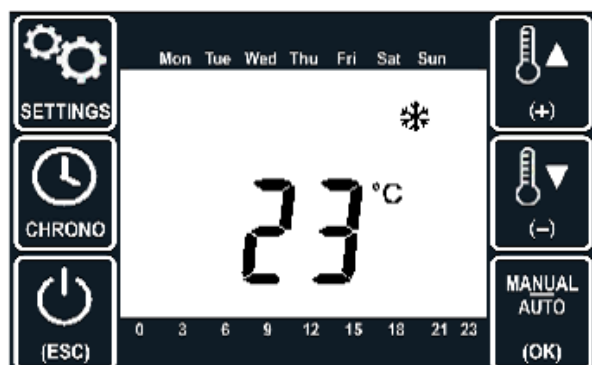 SETTINGS
CHRONO
(ESC)
Mon Tue Wed Thu Fri Sat Sun
23 °C
0 3 6 9 12 15 18 21 23
(+)
(−)
MANUAL
AUTO
(OK)